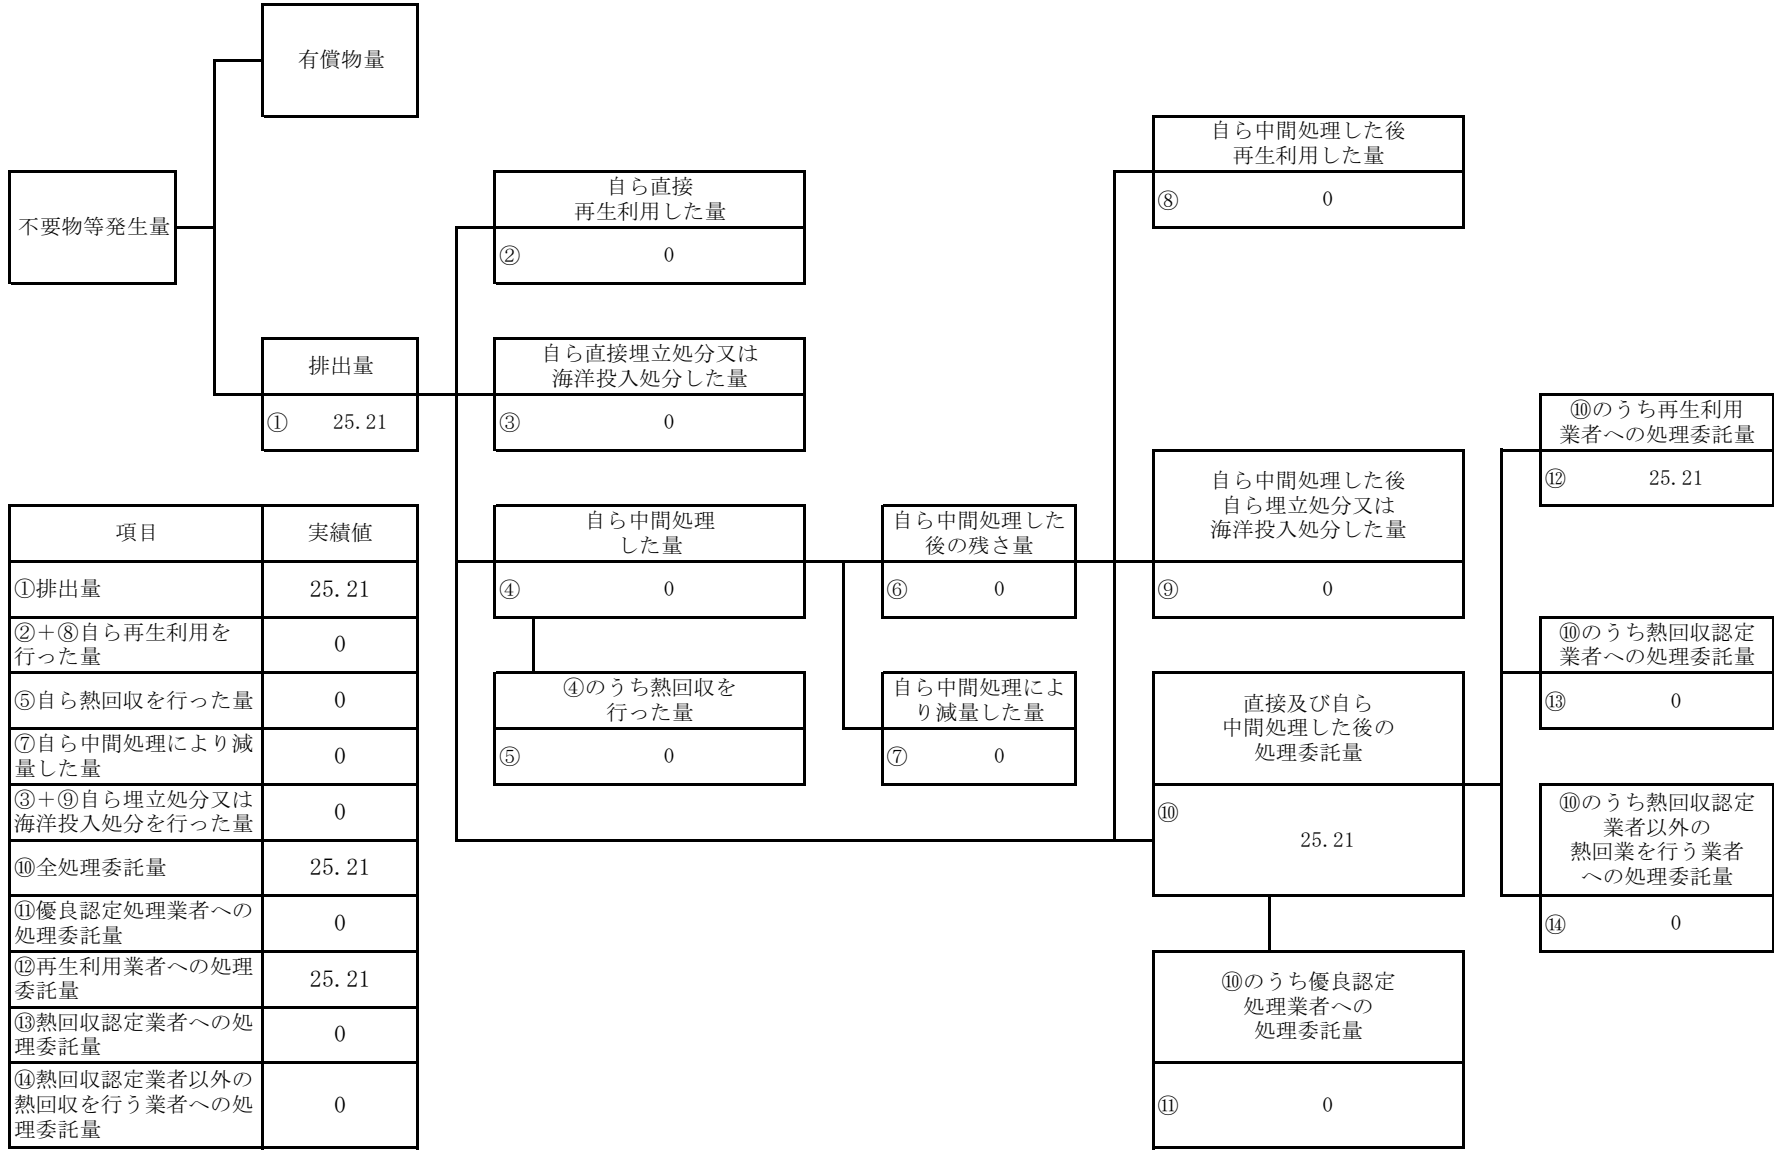 有償物量
不要物等発生量
排出量
① 25.21
自ら直接
再生利用した量
② 0
自ら直接埋立処分又は
海洋投入処分した量
③ 0
自ら中間処理
した量
④ 0
④のうち熱回収を
行った量
⑤ 0
自ら中間処理した
後の残さ量
⑥ 0
自ら中間処理によ
り減量した量
⑦ 0
自ら中間処理した後
再生利用した量
⑧ 0
自ら中間処理した後
自ら埋立処分又は
海洋投入処分した量
⑨ 0
直接及び自ら
中間処理した後の
処理委託量
⑩
25.21
⑩のうち優良認定
処理業者への
処理委託量
⑪ 0
⑩のうち再生利用
業者への処理委託量
⑫ 25.21
⑩のうち熱回収認定
業者への処理委託量
⑬ 0
⑩のうち熱回収認定
業者以外の
熱回業を行う業者
への処理委託量
⑭ 0
項目 実績値
①排出量 25.21
②＋⑧自ら再生利用を
行った量 0
⑤自ら熱回収を行った量 0
⑦自ら中間処理により減
量した量 0
③＋⑨自ら埋立処分又は
海洋投入処分を行った量 0
⑩全処理委託量 25.21
⑪優良認定処理業者への
処理委託量 0
⑫再生利用業者への処理
委託量 25.21
⑬熱回収認定業者への処
理委託量 0
⑭熱回収認定業者以外の
熱回収を行う業者への処
理委託量 0